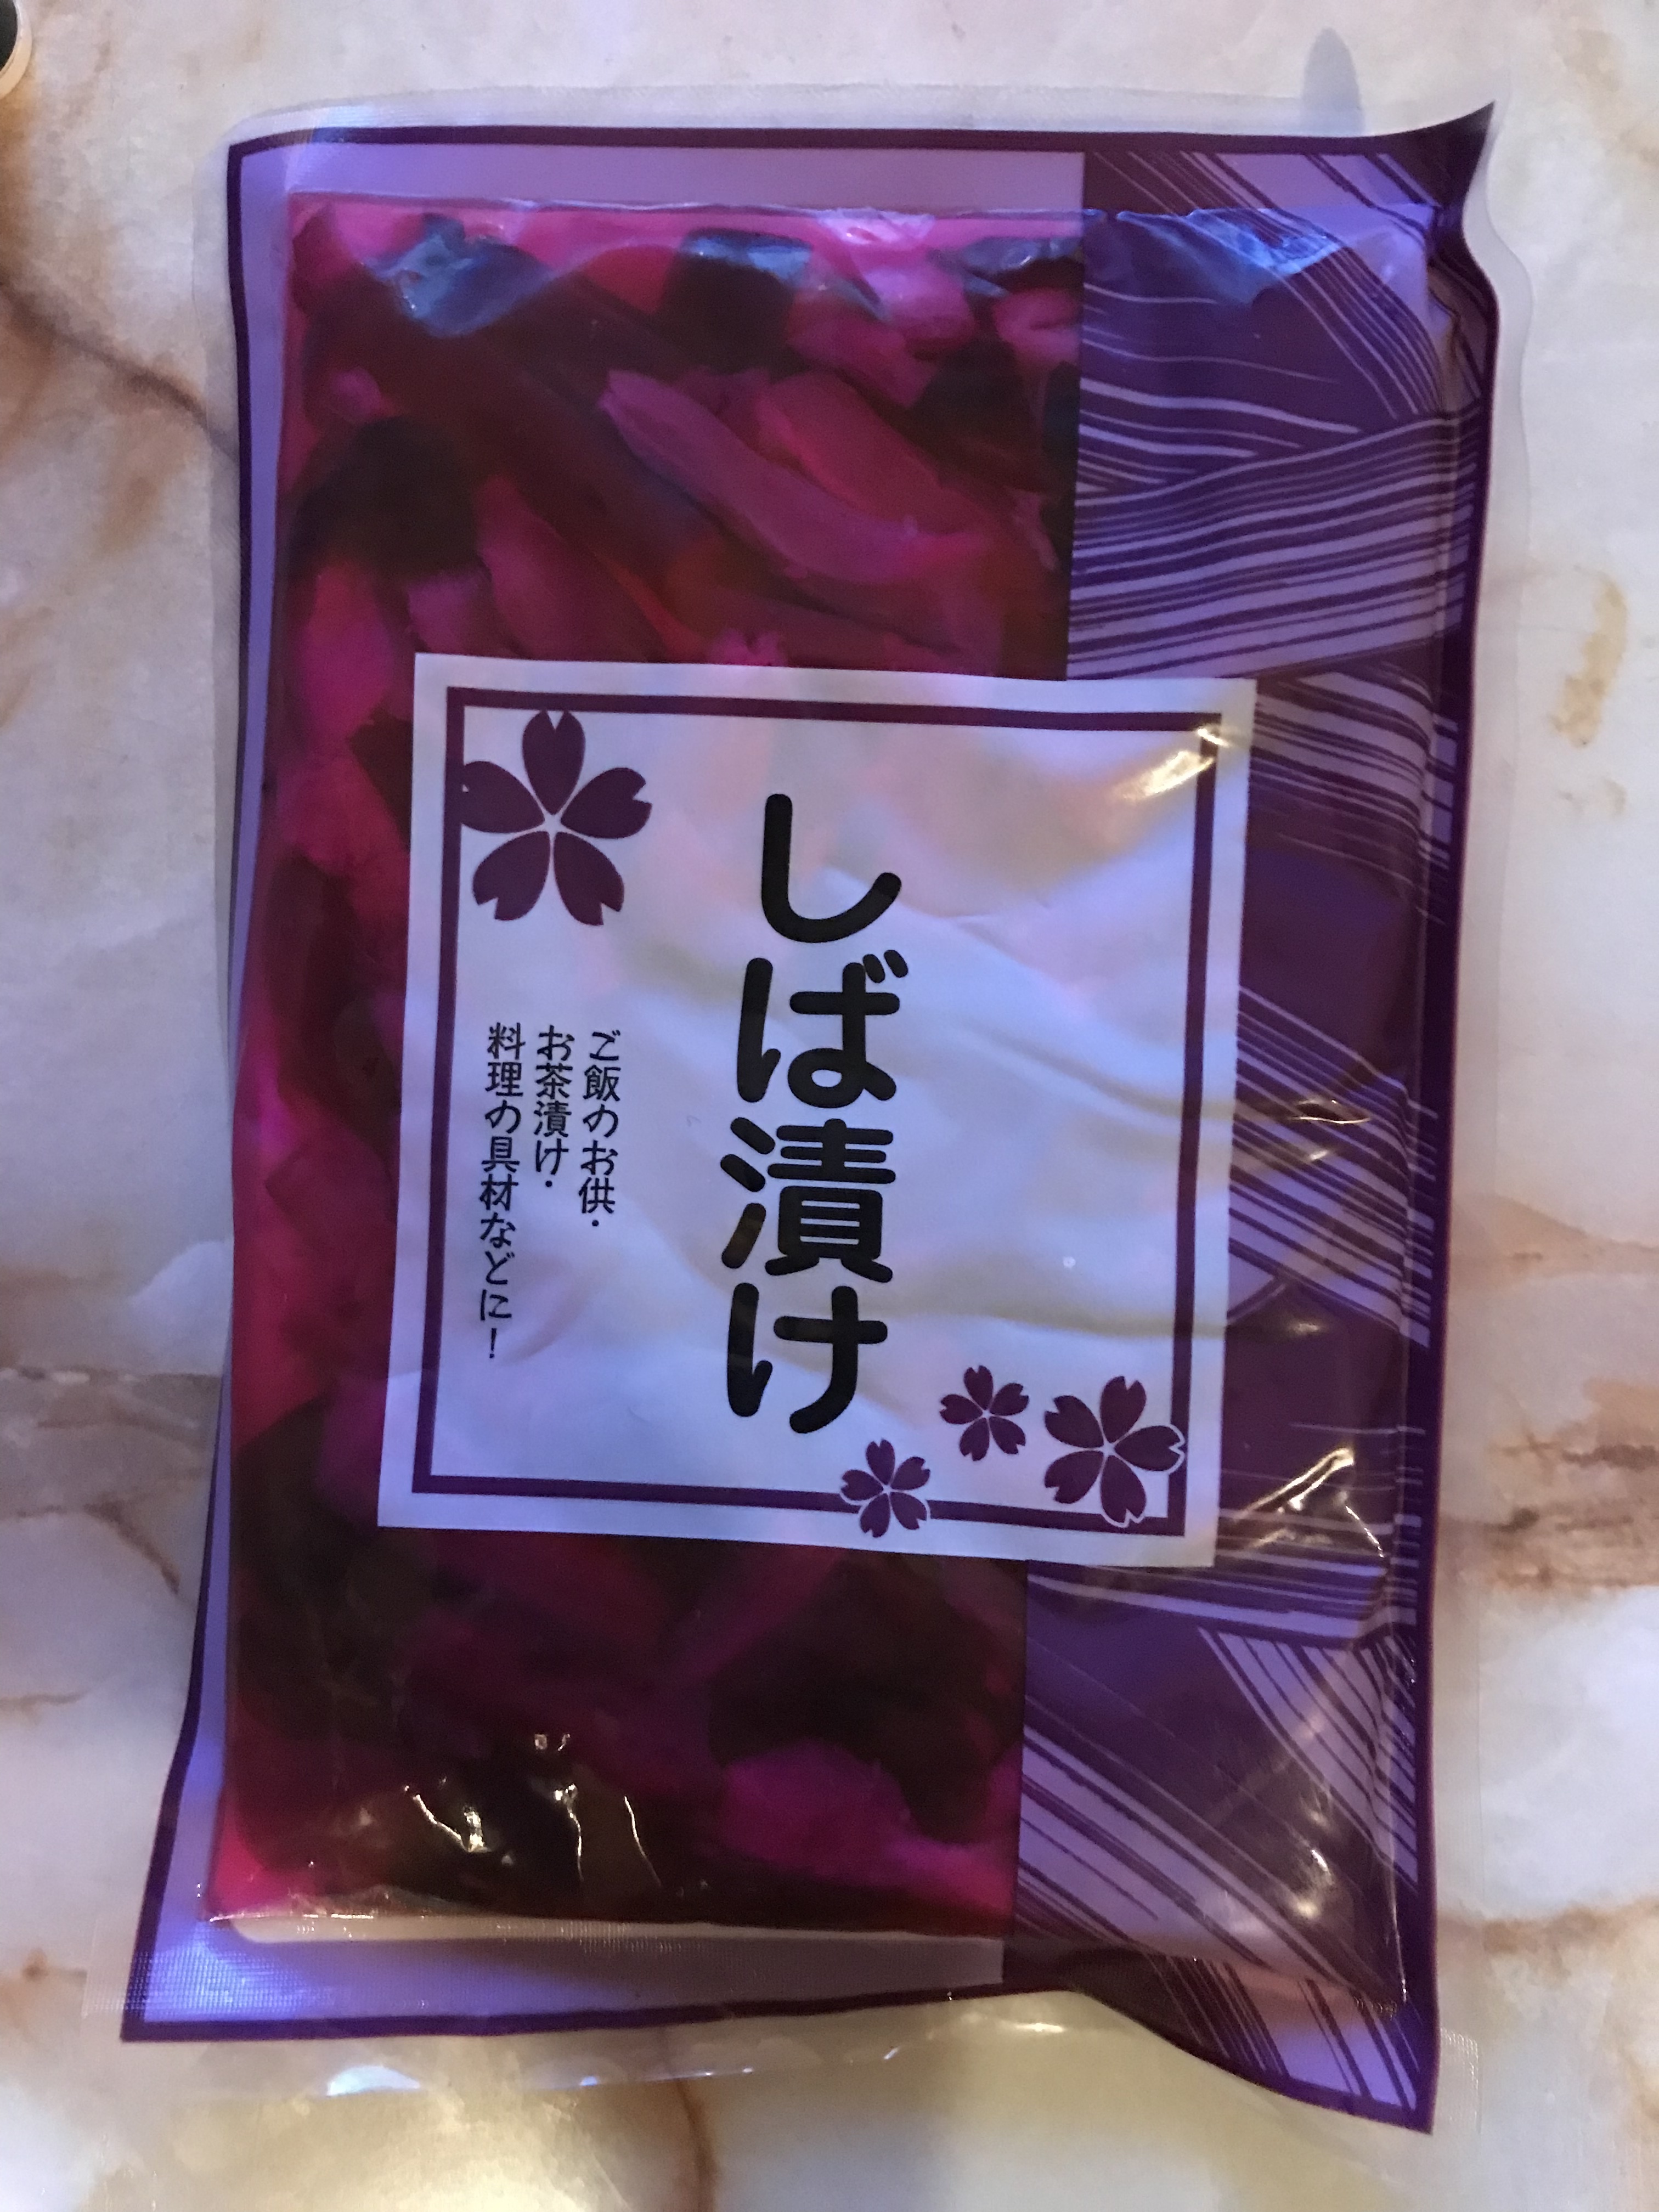 しば漬け
ご飯のお供・
お茶漬け・
料理の具材などに！